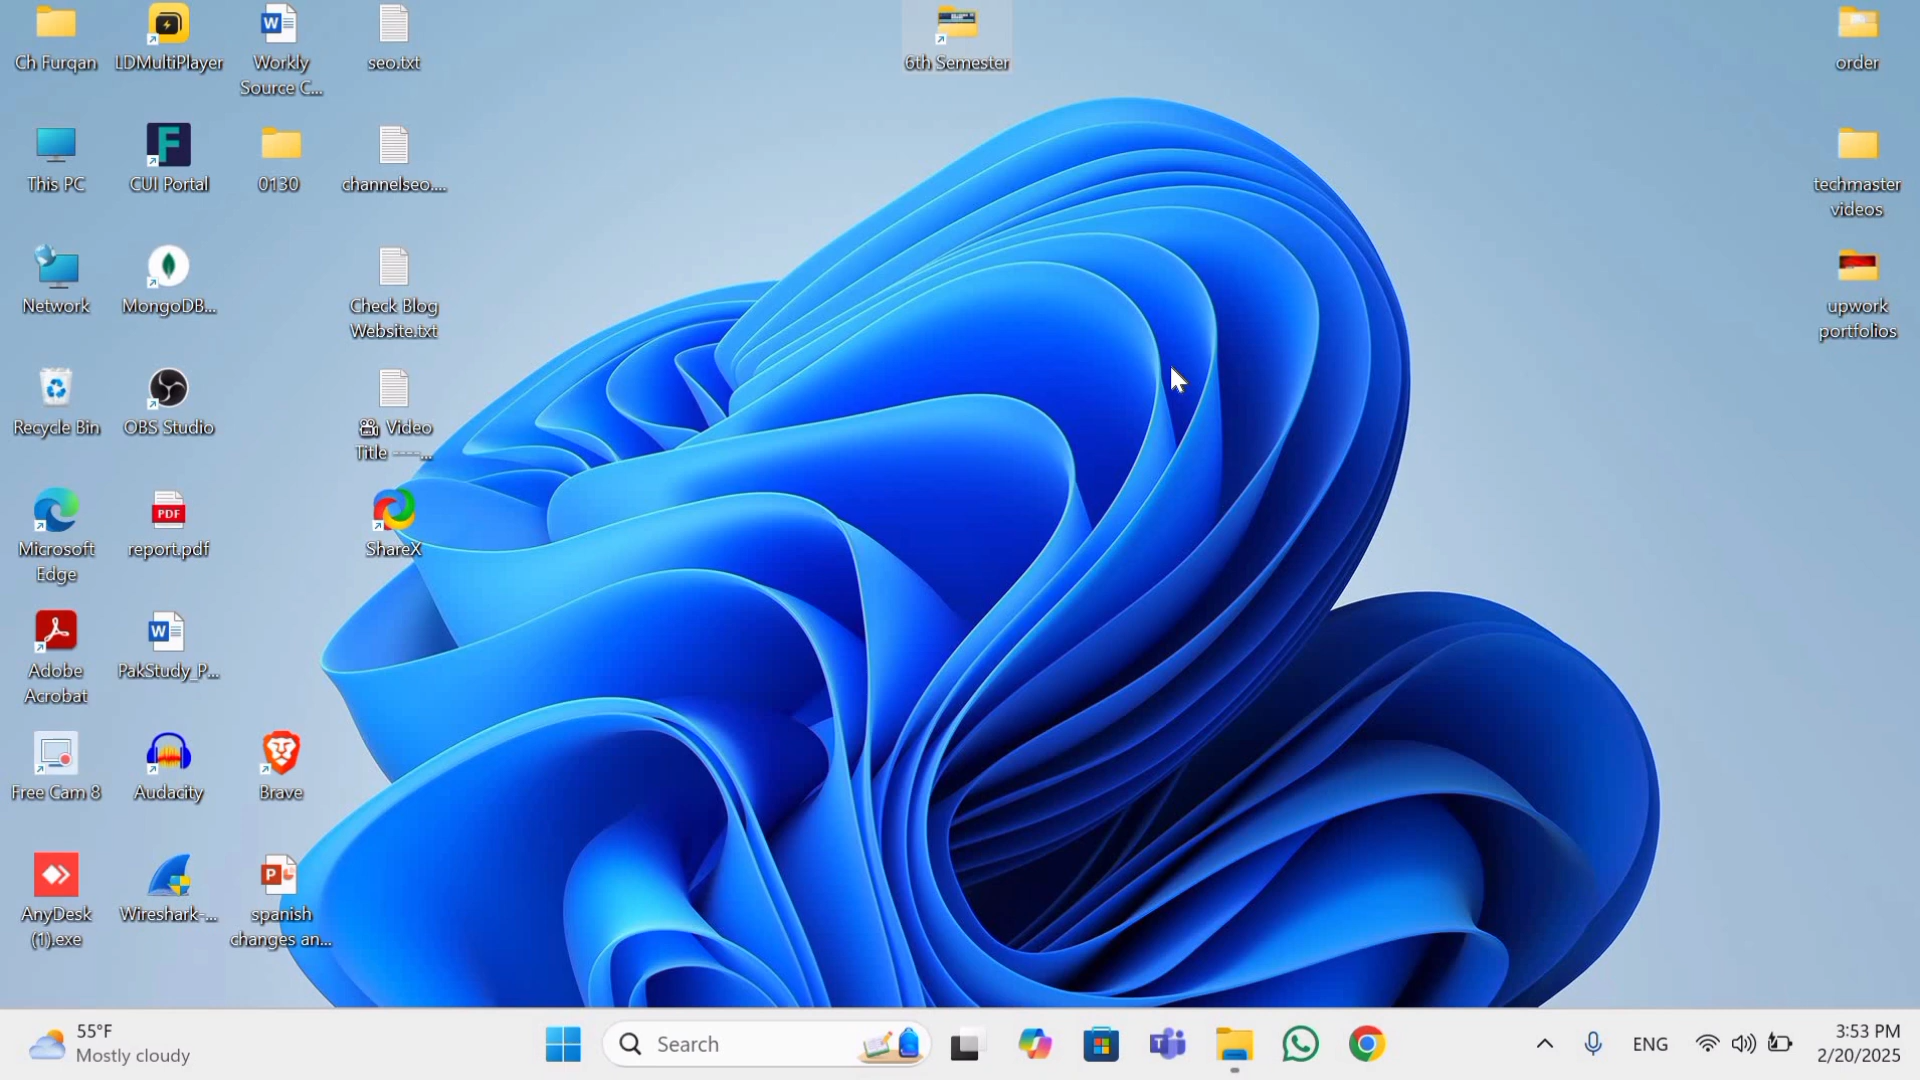 Ch Furqan
LDMultiPlayer
Workly
Source C...
seo.txt
6th Semester
order
This PC
CUI Portal
0130
channelseo....
techmaster
videos
Network
MongoDB...
Check Blog
Website.txt
upwork
portfolios
Recycle Bin
OBS Studio
Video
Title ----...
Microsoft
Edge
PDF
report.pdf
ShareX
Adobe
Acrobat
PakStudy_P...
Free Cam 8
Audacity
Brave
AnyDesk
(1).exe
Wireshark-...
spanish
changes an...
55°F
Mostly cloudy
Search
ENG
3:53 PM
2/20/2025